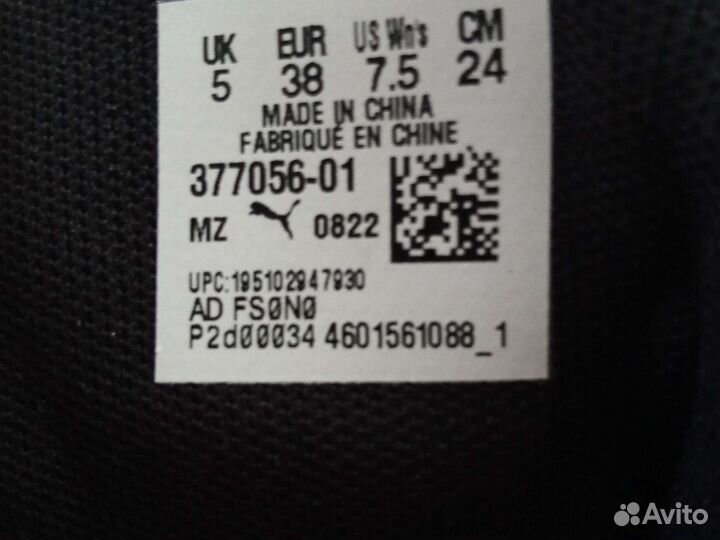 UK EUR US Wn's CM
5 38 7.5 24
MADE IN CHINA
FABRIQUÉ EN CHINE
377056-01
MZ 0822
UPC:195102947930
AD FS0N0
P2d00034 4601561088_1
Avito